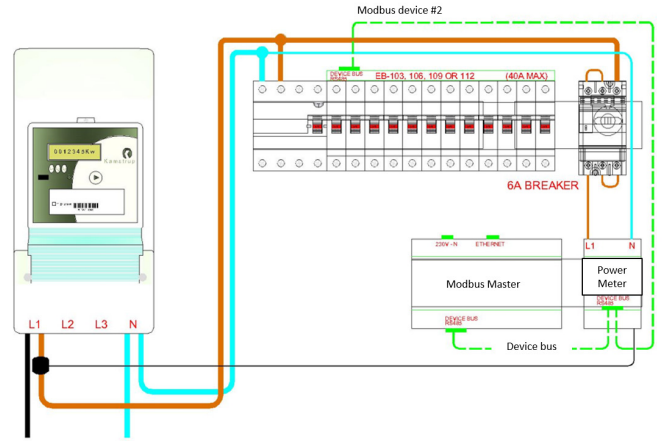 Modbus device #2
DEVICE BUS
RS485
EB-103, 106, 109 OR 112
(40A MAX)
0012348Kw
6A BREAKER
230V -N
ETHERNET
L1
N
Modbus Master
Power
Meter
DEVICE BUS
RS485
DEVICE BUS
RS485
L1
L2
L3
N
Device bus